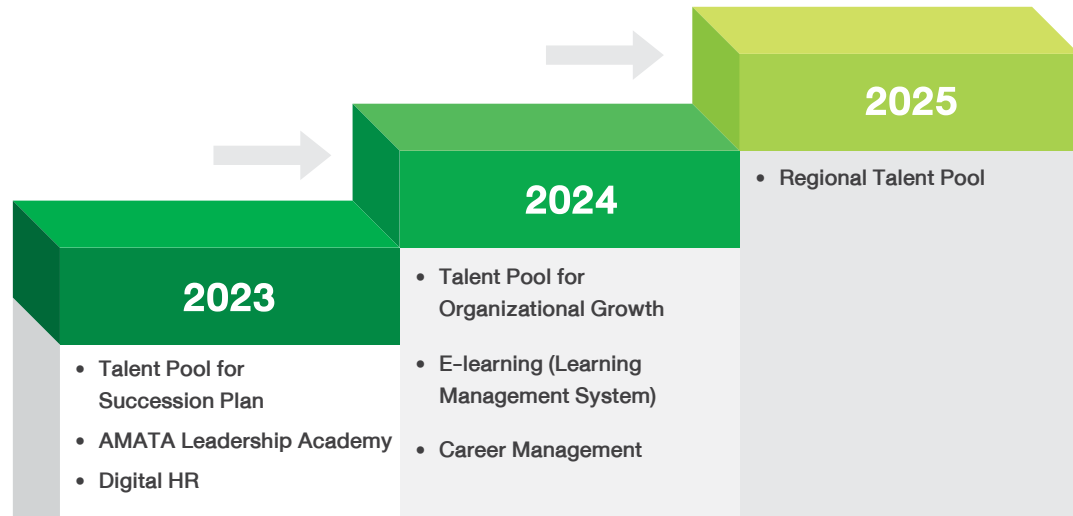 2023
• Talent Pool for
Succession Plan
• AMATA Leadership Academy
• Digital HR
2024
• Talent Pool for
Organizational Growth
• E-learning (Learning
Management System)
• Career Management
2025
• Regional Talent Pool